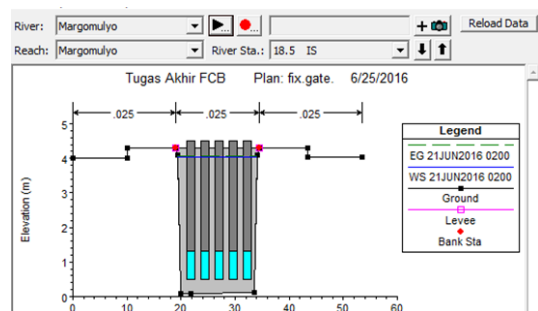 River: Margomulyo + Reload Data
Reach: Margomulyo River Sta.: 18.5 IS
Tugas Akhir FCB Plan: fix.gate. 6/25/2016
.025 .025 .025
Legend
EG 21JUN2016 0200
WS 21JUN2016 0200
Ground
Levee
Bank Sta
Elevation (m)
5
4
3
2
1
0
0 10 20 30 40 50 60